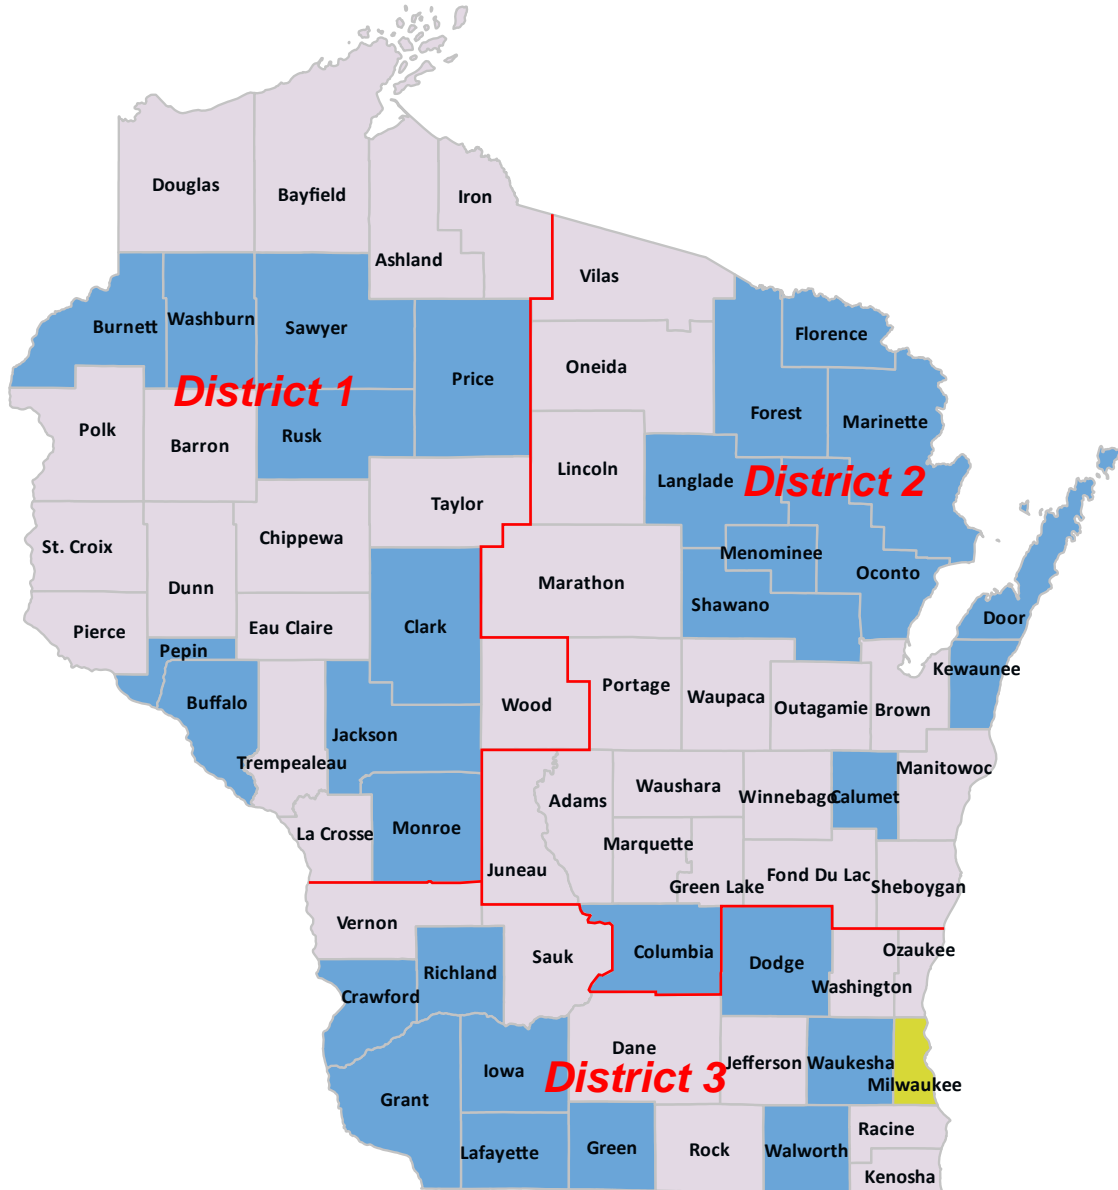 Douglas
Bayfield
Iron
Ashland
Vilas
Burnett
Washburn
Sawyer
Florence
Price
Oneida
District 1
Forest
Marinette
Polk
Barron
Rusk
Lincoln
Langlade
District 2
Taylor
St. Croix
Chippewa
Menominee
Dunn
Marathon
Oconto
Shawano
Pierce
Eau Claire
Clark
Door
Pepin
Kewaunee
Buffalo
Wood
Portage
Waupaca
Outagamie
Brown
Jackson
Trempealeau
Manitowoc
Waushara
Adams
Winnebago
Calumet
La Crosse
Monroe
Marquette
Juneau
Green Lake
Fond Du Lac
Sheboygan
Vernon
Sauk
Columbia
Dodge
Ozaukee
Richland
Washington
Crawford
Dane
Jefferson
Waukesha
Iowa
District 3
Milwaukee
Grant
Lafayette
Green
Rock
Walworth
Racine
Kenosha